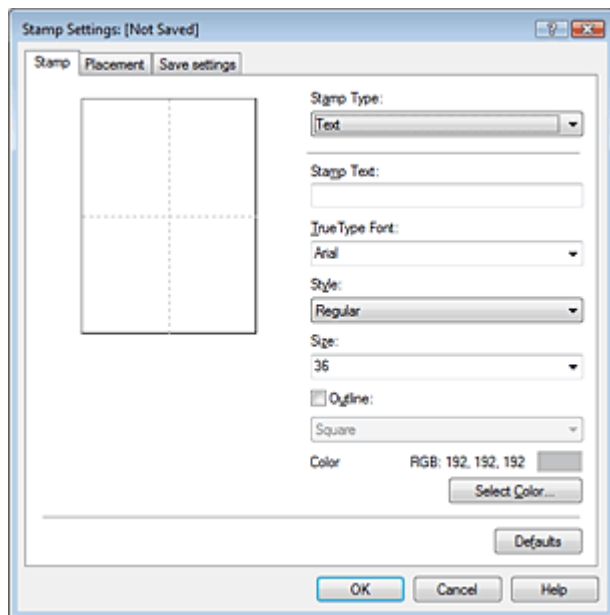 Stamp Settings: [Not Saved]
Stamp Placement Save settings
Stamp Type:
Text
Stamp Text:
TrueType Font:
Arial
Style:
Regular
Size:
36
Outline:
Square
Color RGB: 192, 192, 192
Select Color...
Defaults
OK Cancel Help